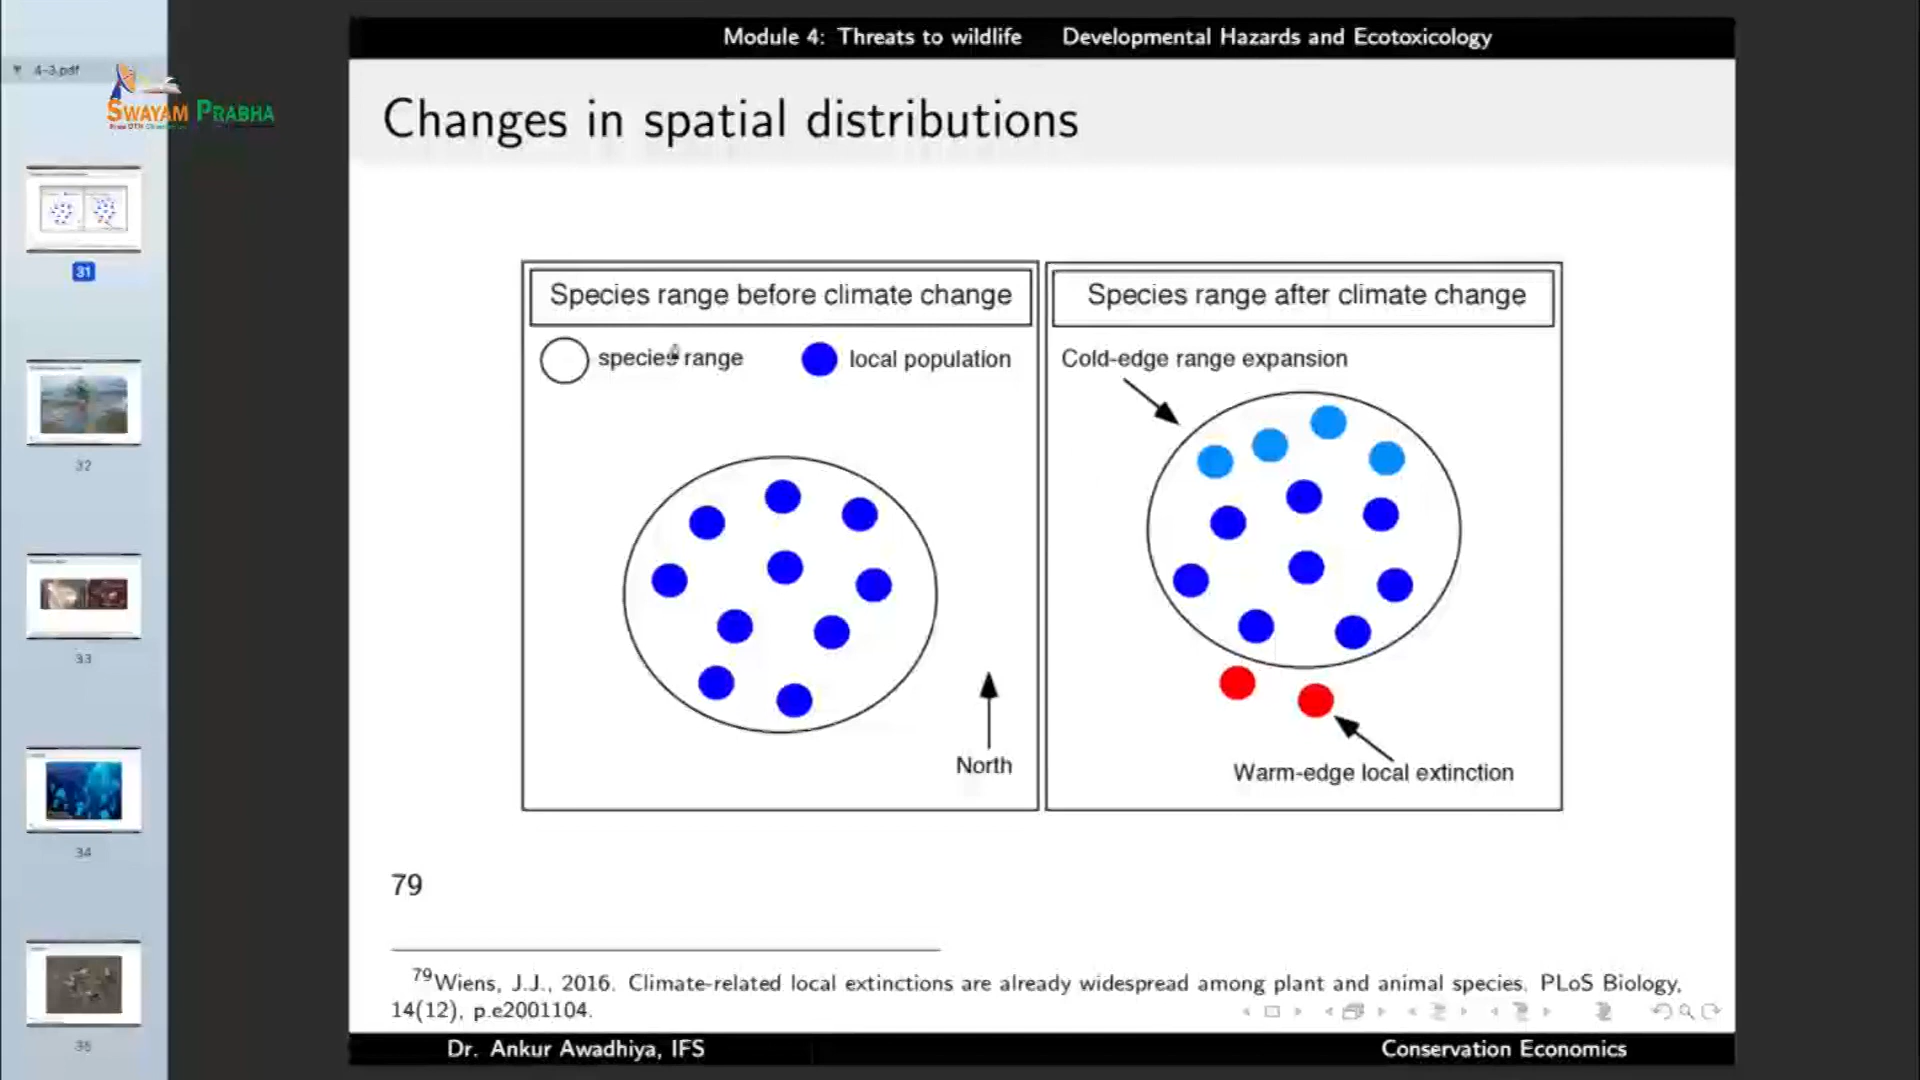 Module 4: Threats to wildlife Developmental Hazards and Ecotoxicology
4-3.pdf
SWAYAM PRABHA
Changes in spatial distributions
Species range before climate change
species range
local population
North
Species range after climate change
Cold-edge range expansion
Warm-edge local extinction
79
79Wiens, J.J., 2016. Climate-related local extinctions are already widespread among plant and animal species. PLoS Biology,
14(12), p.e2001104.
Dr. Ankur Awadhiya, IFS
Conservation Economics
31
32
33
34